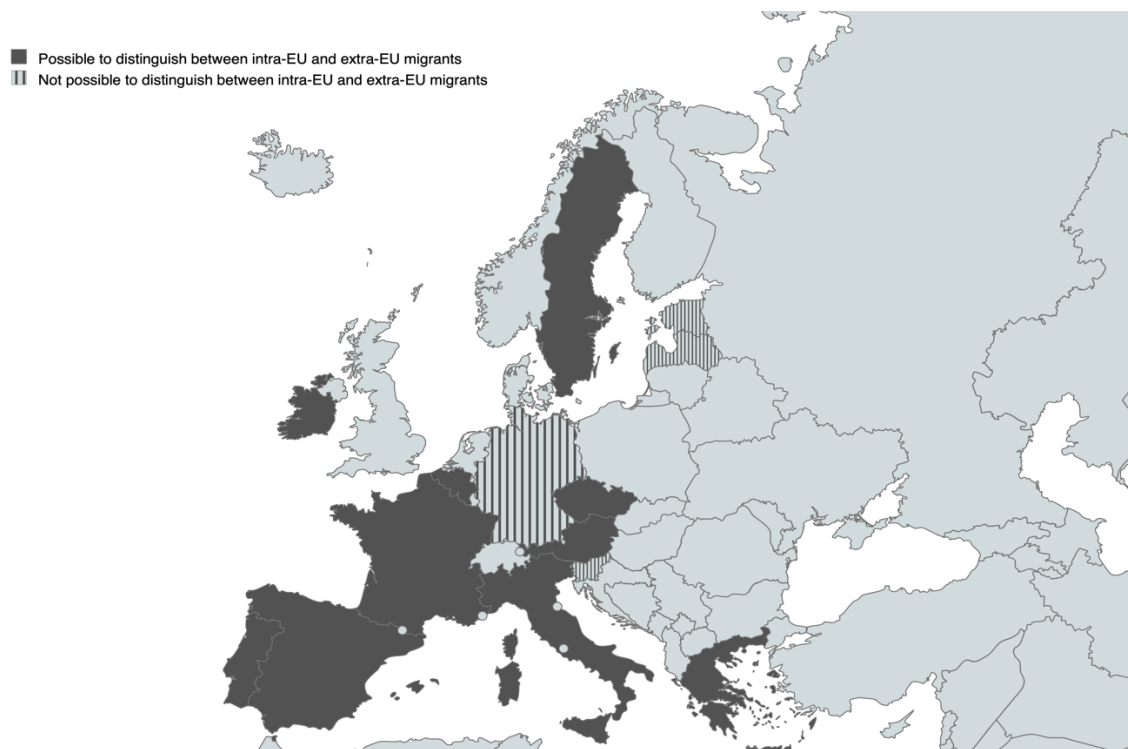 Possible to distinguish between intra-EU and extra-EU migrants
Not possible to distinguish between intra-EU and extra-EU migrants